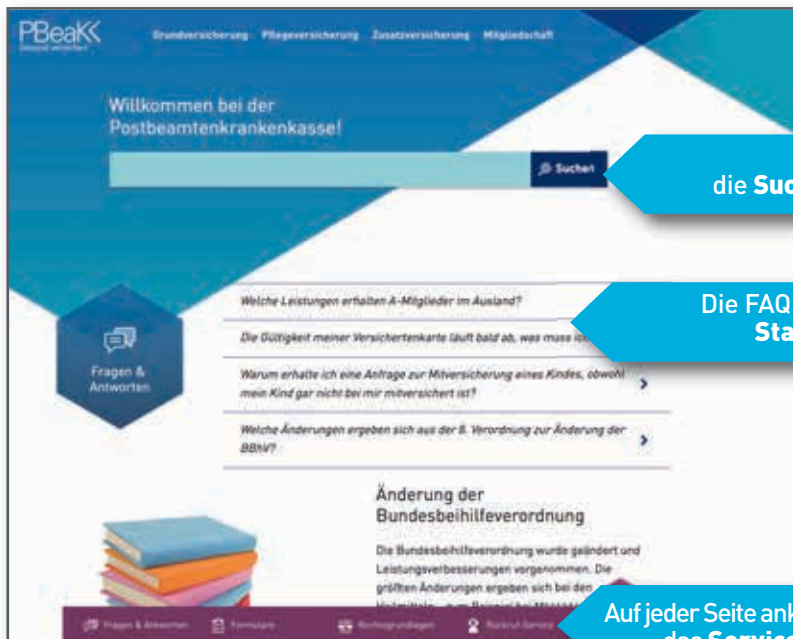 PBeaKK
Grundversicherung Pflegeversicherung Zusatzversicherung Mitgliedschaft
Willkommen bei der
Postbeamtenkrankenkasse!
Suchen
die Suc
Welche Leistungen erhalten A-Mitglieder im Ausland?
Die FAQ
Sta
Die Gültigkeit meiner Versichertenkarte läuft bald ab, was muss ich
Fragen &
Antworten
Warum erhalte ich eine Anfrage zur Mitversicherung eines Kindes, obwohl
mein Kind gar nicht bei mir mitversichert ist?
Welche Änderungen ergeben sich aus der 8. Verordnung zur Änderung der
BBhV?
Änderung der
Bundesbeihilfeverordnung
Die Bundesbeihilfeverordnung wurde geändert und
Leistungsverbesserungen vorgenommen. Die
größten Änderungen ergeben sich bei den
Fragen & Antworten Formulare Rechtsgrundlagen Rückruf-Service
Auf jeder Seite ank
des Service